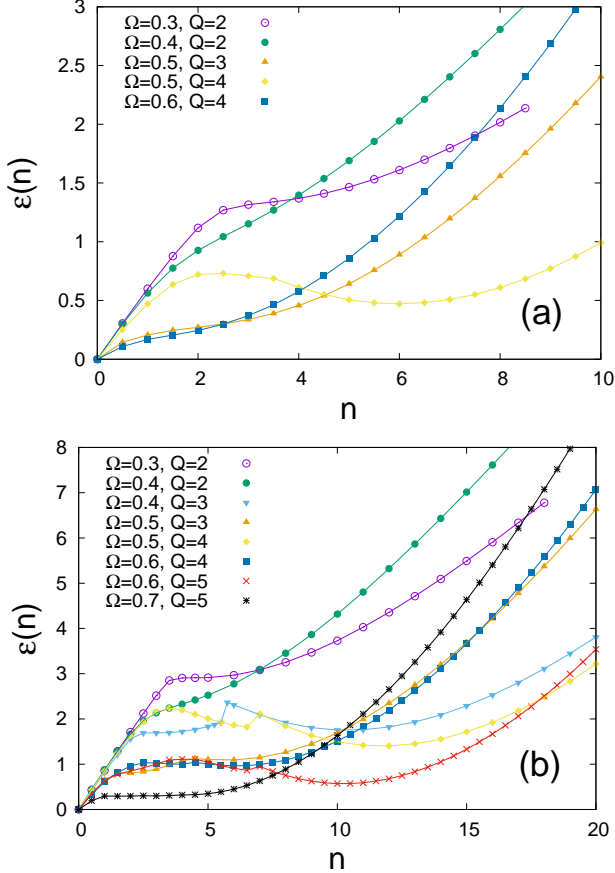 3
2.5
2
1.5
1
0.5
0
ε(n)
Ω=0.3, Q=2
Ω=0.4, Q=2
Ω=0.5, Q=3
Ω=0.5, Q=4
Ω=0.6, Q=4
(a)
0 2 4 6 8 10
n
8
7
6
5
4
3
2
1
0
ε(n)
Ω=0.3, Q=2
Ω=0.4, Q=2
Ω=0.4, Q=3
Ω=0.5, Q=3
Ω=0.5, Q=4
Ω=0.6, Q=4
Ω=0.6, Q=5
Ω=0.7, Q=5
(b)
0 5 10 15 20
n